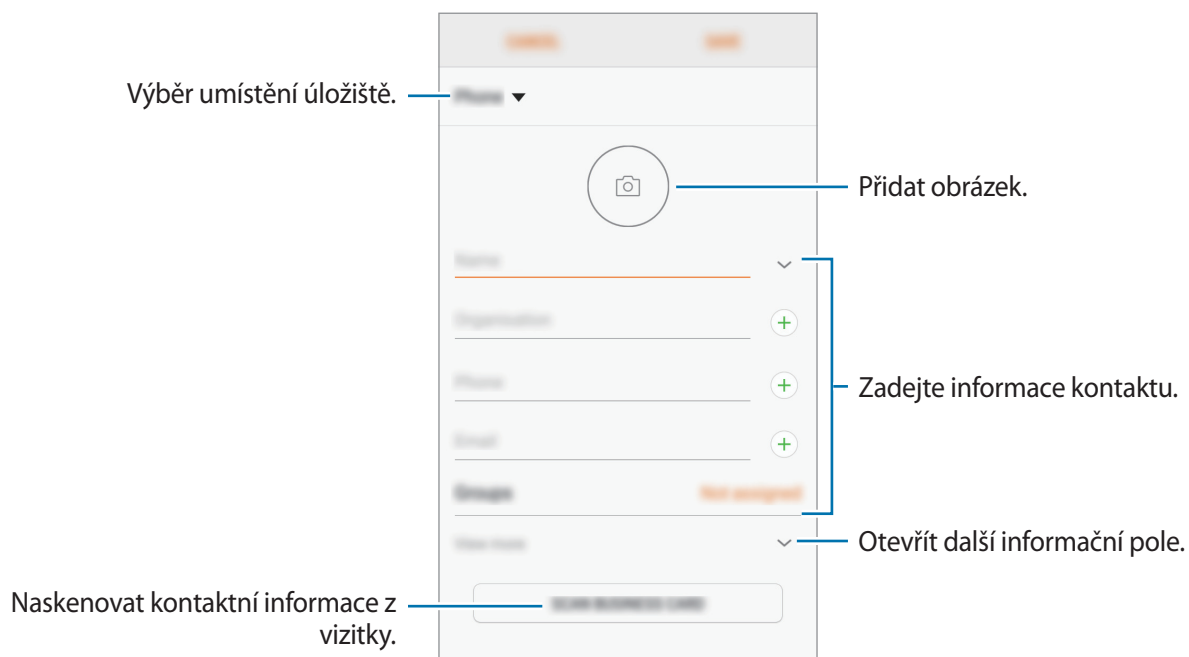 Výběr umístění úložiště.
Phone
Přidat obrázek.
Name
Organisation
Phone
Zadejte informace kontaktu.
Email
Groups
Not assigned
View more
Otevřít další informační pole.
Naskenovat kontaktní informace z
vizitky.
SCAN BUSINESS CARD